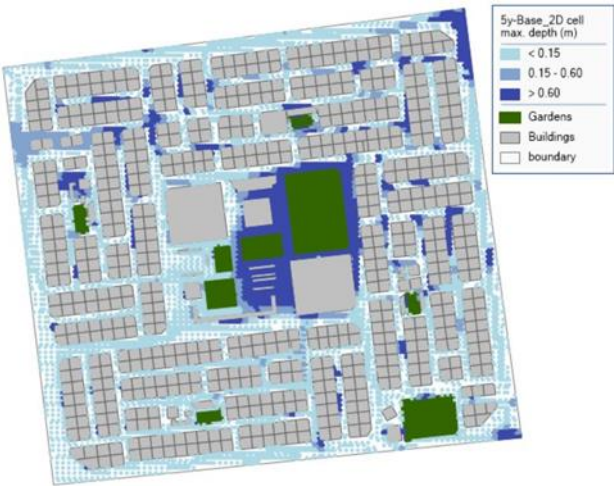 5y-Base_2D cell
max. depth (m)
< 0.15
0.15 - 0.60
> 0.60
Gardens
Buildings
boundary